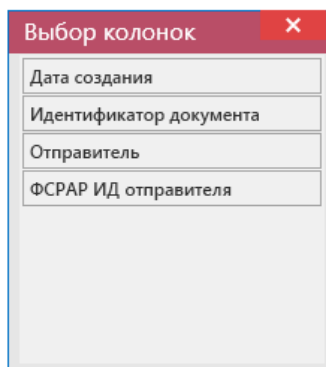 Выбор колонок
Дата создания
Идентификатор документа
Отправитель
ФСРАР ИД отправителя